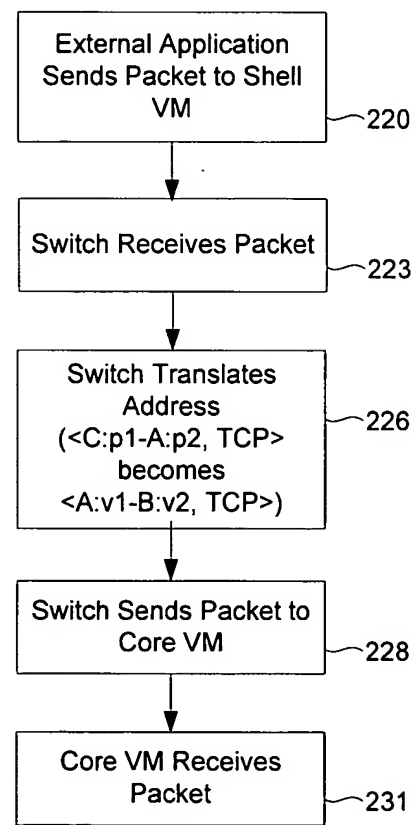 External Application
Sends Packet to Shell
VM
220
Switch Receives Packet
223
Switch Translates
Address
(<C:p1-A:p2, TCP>
becomes
<A:v1-B:v2, TCP>)
226
Switch Sends Packet to
Core VM
228
Core VM Receives
Packet
231